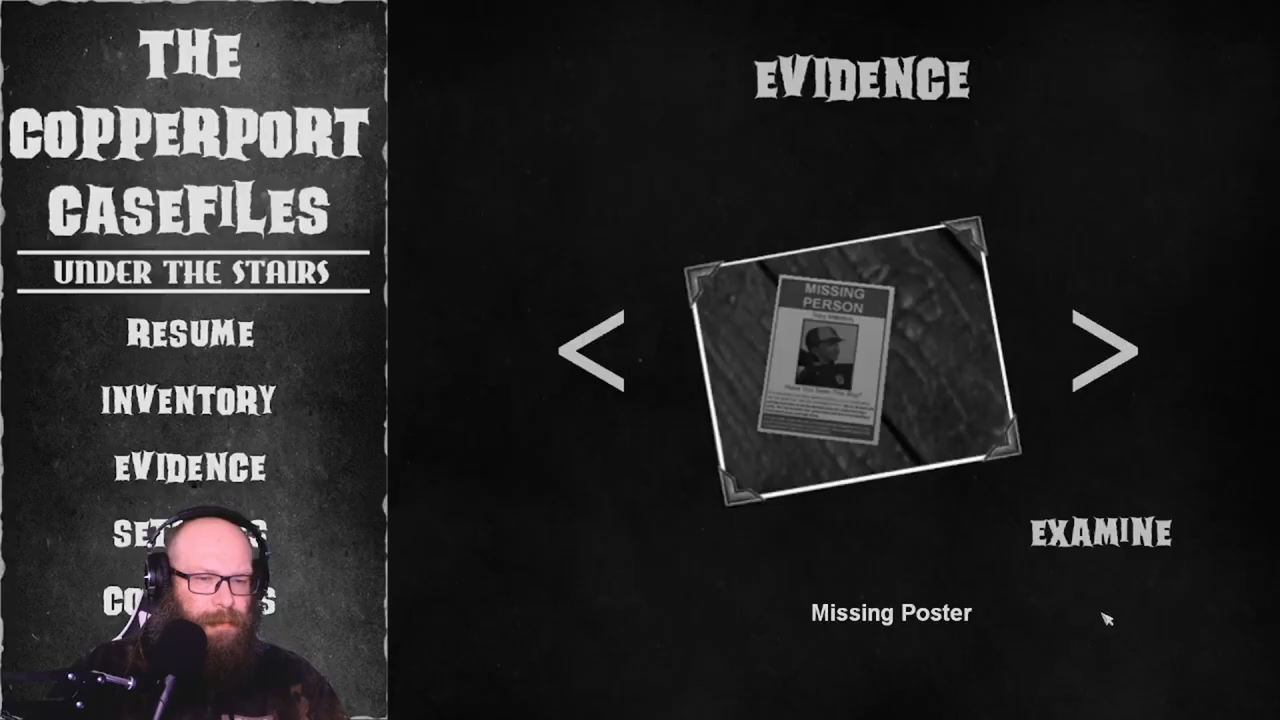 THE
COPPERPORT
CASEFILES
UNDER THE STAIRS
RESUME
INVENTORY
EVIDENCE
EVIDENCE
<
MISSING
PERSON
>
EXAMINE
Missing Poster